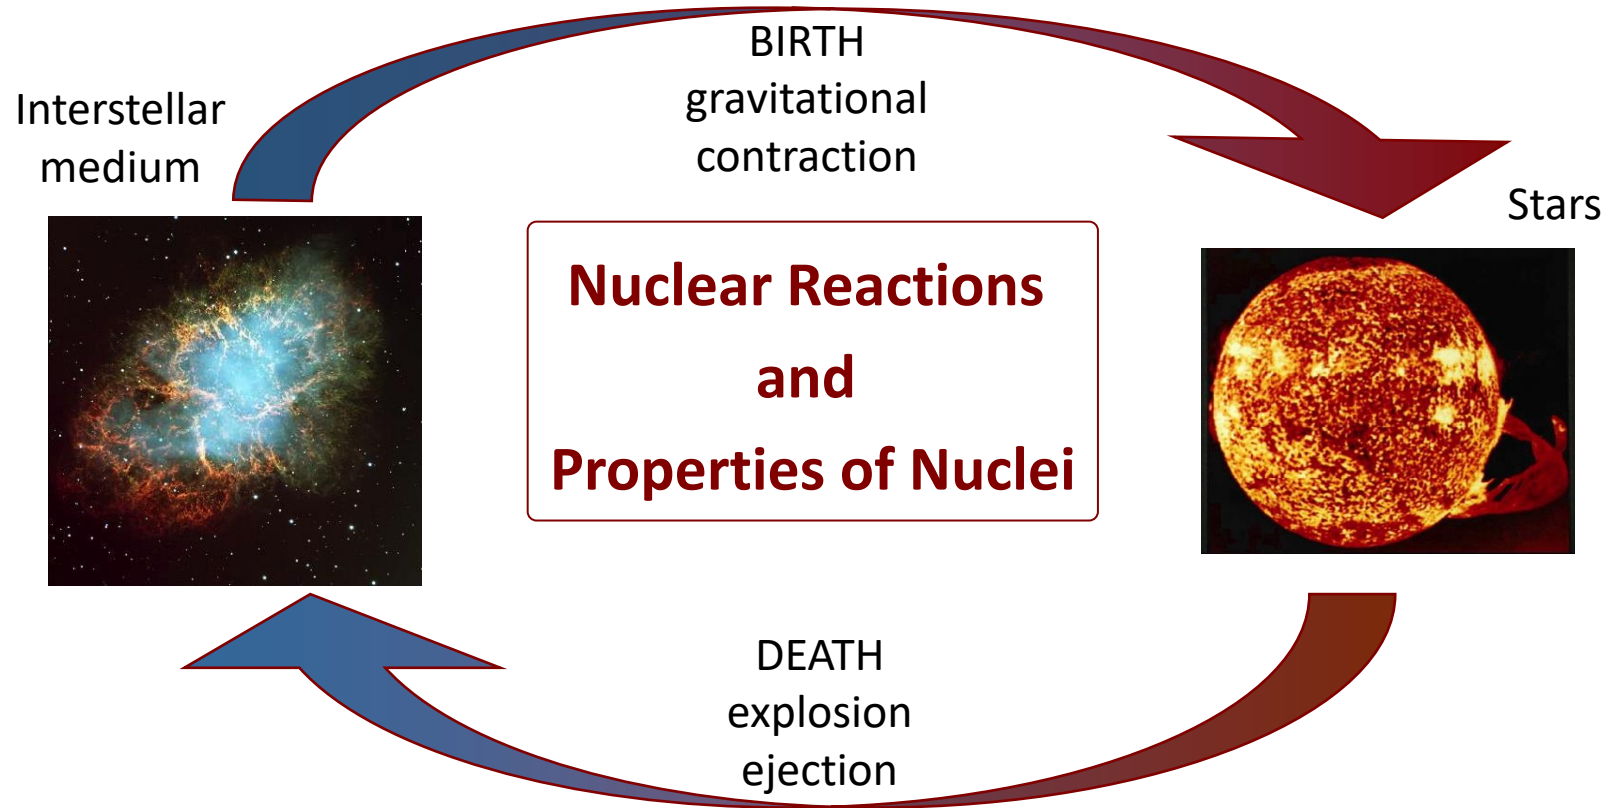 BIRTH
gravitational
contraction
Interstellar
medium
Stars
Nuclear Reactions
and
Properties of Nuclei
DEATH
explosion
ejection